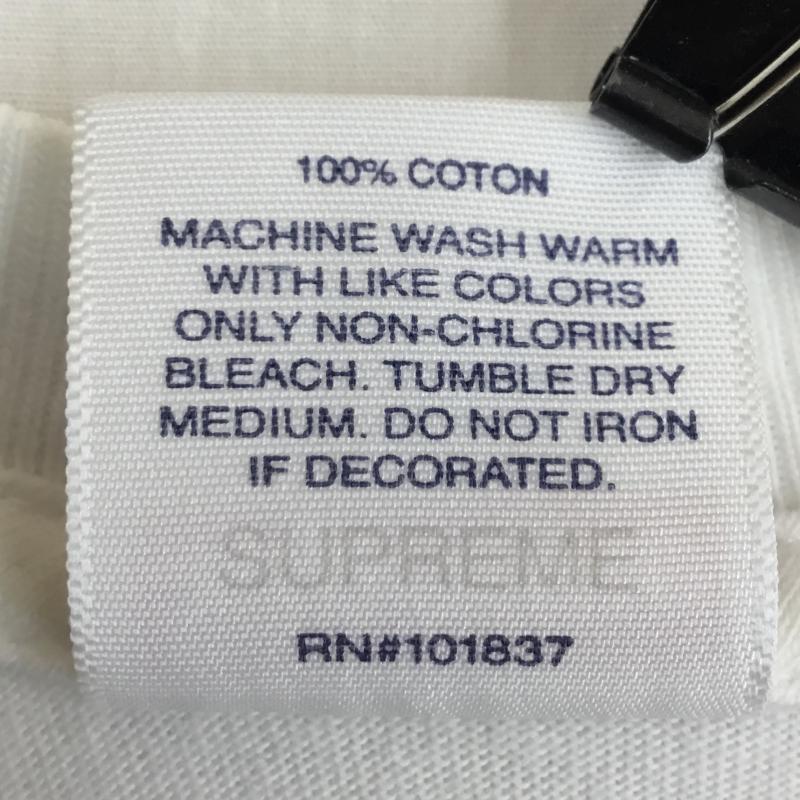 100% COTON
MACHINE WASH WARM
WITH LIKE COLORS
ONLY NON-CHLORINE
BLEACH. TUMBLE DRY
MEDIUM. DO NOT IRON
IF DECORATED.
SUPREME
RN#101837